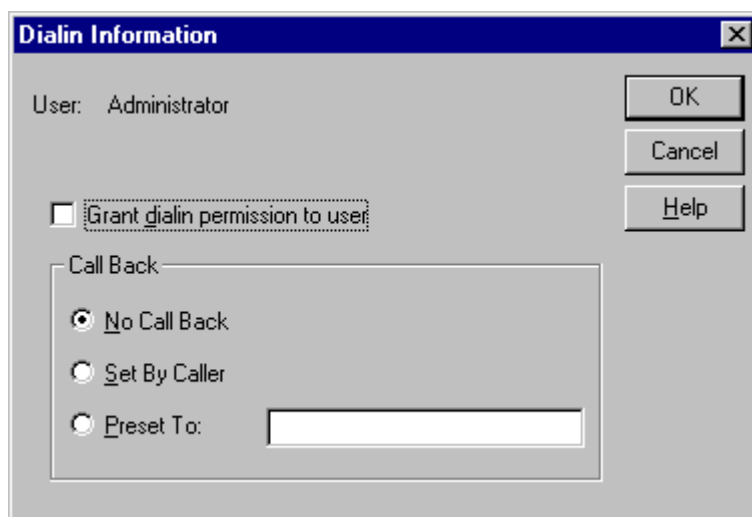 Dialin Information
User: Administrator
OK
Cancel
Help
Grant dialin permission to user
Call Back
No Call Back
Set By Caller
Preset To: